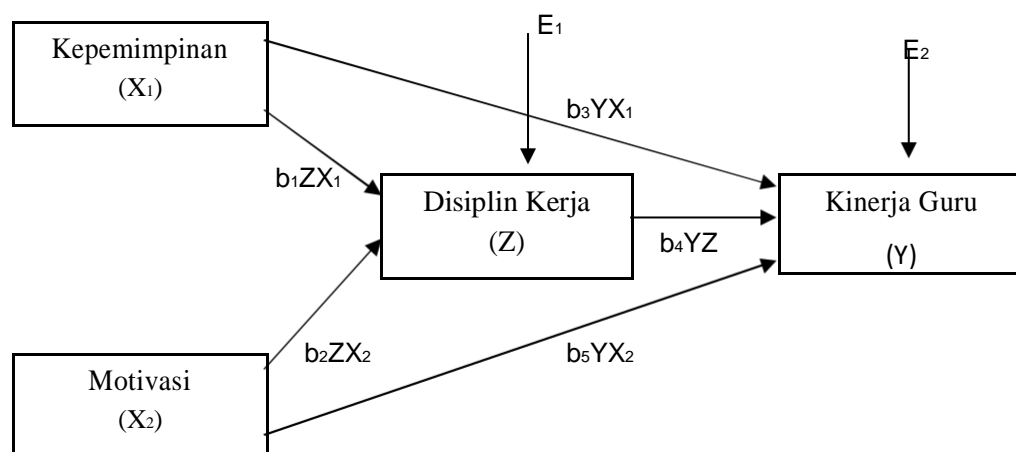 E₁
Kepemimpinan
(X₁)
E₂
b₃YX₁
b₁ZX₁
Disiplin Kerja
(Z)
Kinerja Guru
(Y)
b₄YZ
b₂ZX₂
b₅YX₂
Motivasi
(X₂)